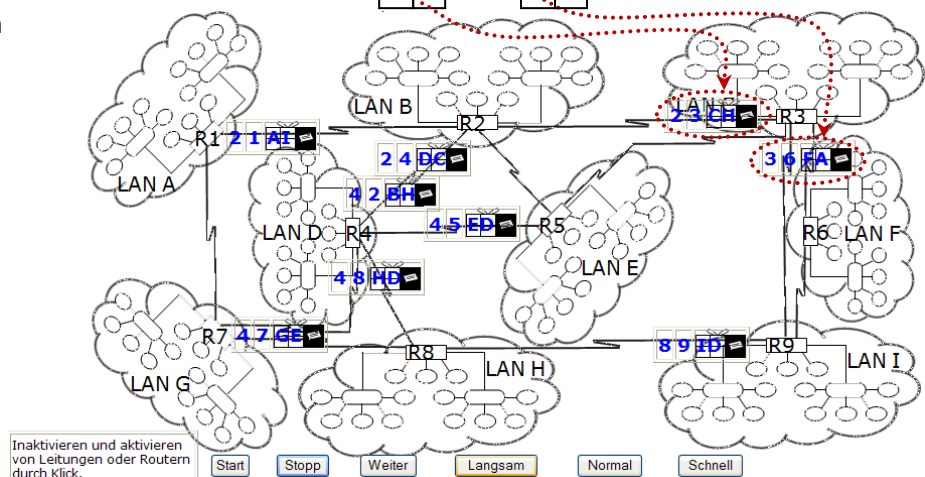 LAN B
LAN C
R3
R2
R1 2 1 AI
2 3 CH
LAN A
2 4 DC
3 6 FA
4 2 BH
4 5 ED
R5
LAN D
R4
R6
LAN F
LAN E
4 8 HD
R7
4 7 GE
R8
8 9 ID
R9
LAN G
LAN H
LAN I
Inaktivieren und aktivieren
von Leitungen oder Routern
durch Klick.
Start
Stopp
Weiter
Langsam
Normal
Schnell